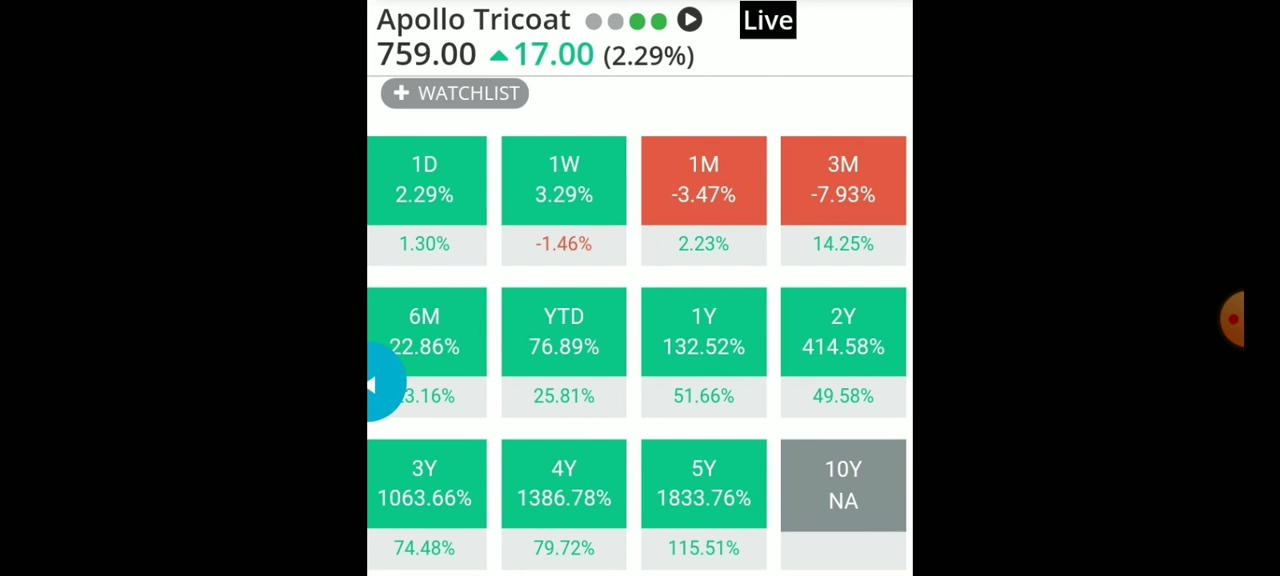 Apollo Tricoat
Live
759.00 17.00 (2.29%)
+ WATCHLIST
1D 1W 1M 3M
2.29% 3.29% -3.47% -7.93%
1.30% -1.46% 2.23% 14.25%
6M YTD 1Y 2Y
22.86% 76.89% 132.52% 414.58%
3.16% 25.81% 51.66% 49.58%
3Y 4Y 5Y 10Y
1063.66% 1386.78% 1833.76% NA
74.48% 79.72% 115.51%